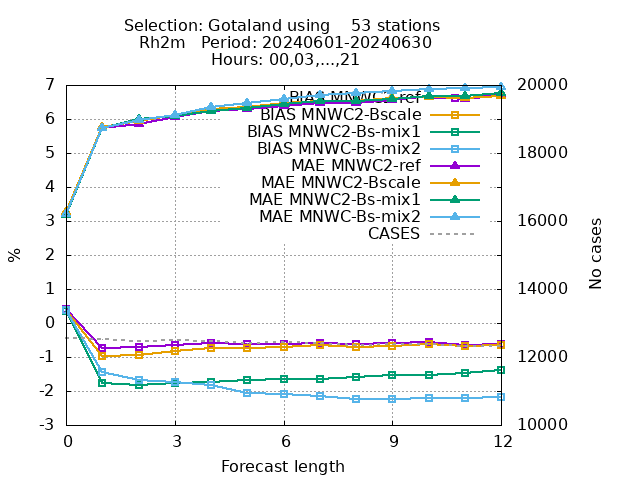 Selection: Gotaland using    53 stations
Rh2m   Period: 20240601-20240630
Hours: 00,03,...,21
7
6
5
4
3
2
1
0
-1
-2
-3
%
20000
18000
16000
14000
12000
10000
No cases
BIAS MNWC2-ref
BIAS MNWC2-Bscale
BIAS MNWC2-Bs-mix1
BIAS MNWC-Bs-mix2
MAE MNWC2-ref
MAE MNWC2-Bscale
MAE MNWC2-Bs-mix1
MAE MNWC-Bs-mix2
CASES
0 3 6 9 12
Forecast length